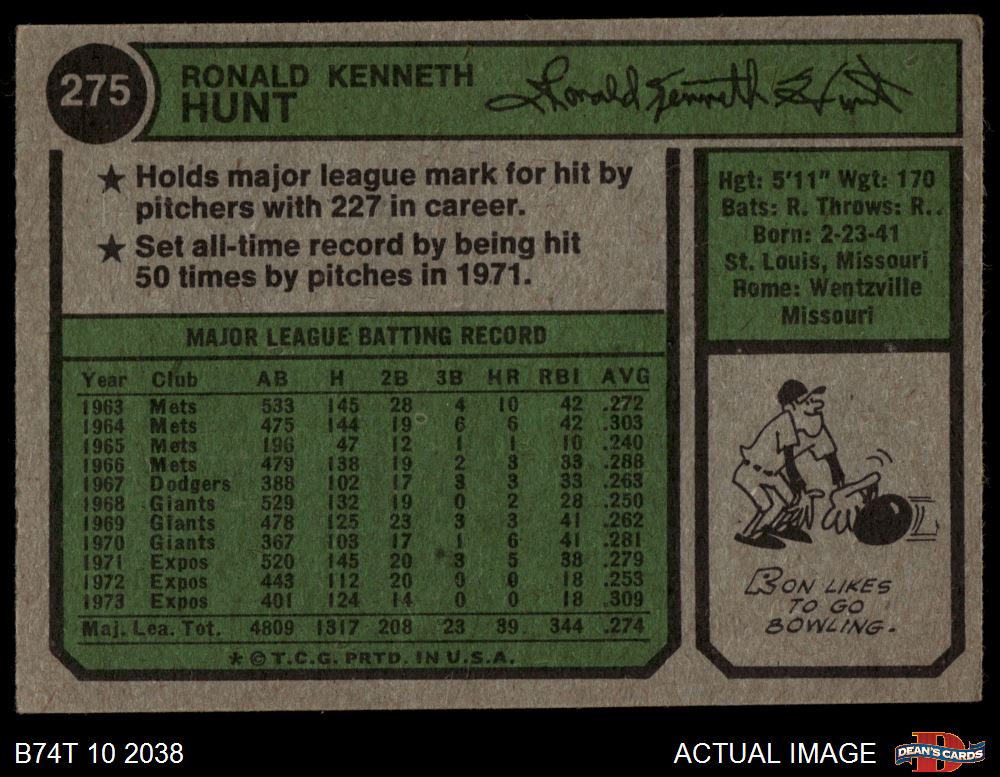 275
RONALD KENNETH
HUNT
Ronald Kenneth Hunt
★ Holds major league mark for hit by
pitchers with 227 in career.
★ Set all-time record by being hit
50 times by pitches in 1971.
Hgt: 5'11" Wgt: 170
Bats: R. Throws: R..
Born: 2-23-41
St. Louis, Missouri
Home: Wentzville
Missouri
MAJOR LEAGUE BATTING RECORD
Year Club AB H 2B 3B HR RBI AVG
1963 Mets 533 145 28 4 10 42 .272
1964 Mets 475 144 19 6 6 42 .303
1965 Mets 196 47 12 1 1 10 .240
1966 Mets 479 138 19 2 3 33 .288
1967 Dodgers 388 102 17 3 3 33 .263
1968 Giants 529 132 19 0 2 28 .250
1969 Giants 478 125 23 3 3 41 .262
1970 Giants 367 103 17 1 6 41 .281
1971 Expos 520 145 20 3 5 38 .279
1972 Expos 443 112 20 0 0 18 .253
1973 Expos 401 124 14 0 0 18 .309
Maj. Lea. Tot. 4809 1317 208 23 39 344 .274
* © T.C.G. PRTD. IN U.S.A.
RON LIKES
TO GO
BOWLING.
B74T 10 2038
ACTUAL IMAGE
D
DEAN'S CARDS